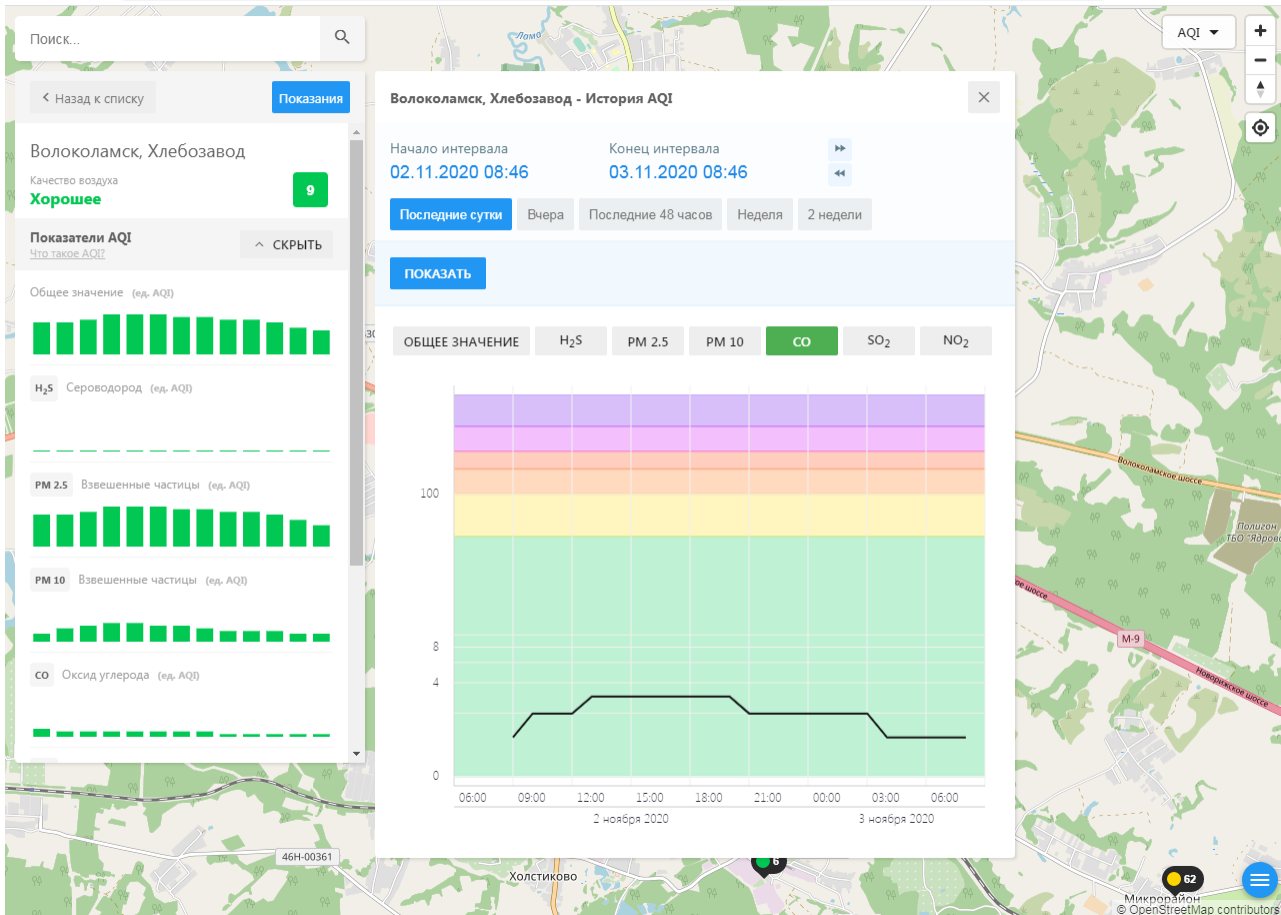 Поиск...
Назад к списку
Показания
Волоколамск, Хлебозавод
Качество воздуха
Хорошее
9
Показатели AQI
Что такое AQI?
СКРЫТЬ
Общее значение (ед. AQI)
H₂S Сероводород (ед. AQI)
PM 2.5 Взвешенные частицы (ед. AQI)
PM 10 Взвешенные частицы (ед. AQI)
CO Оксид углерода (ед. AQI)
Волоколамск, Хлебозавод - История AQI
Начало интервала
02.11.2020 08:46
Конец интервала
03.11.2020 08:46
Последние сутки Вчера Последние 48 часов Неделя 2 недели
ПОКАЗАТЬ
ОБЩЕЕ ЗНАЧЕНИЕ H₂S PM 2.5 PM 10 CO SO₂ NO₂
100
8
4
0
06:00 09:00 12:00 15:00 18:00 21:00 00:00 03:00 06:00
2 ноября 2020 3 ноября 2020
AQI
Ломо
Волоколамское шоссе
Полигон
ТБО "Ядрово
М-9
Новорижское шоссе
46Н-00361
Холстиково
6
62
Микрорайон
© OpenStreetMap contributors